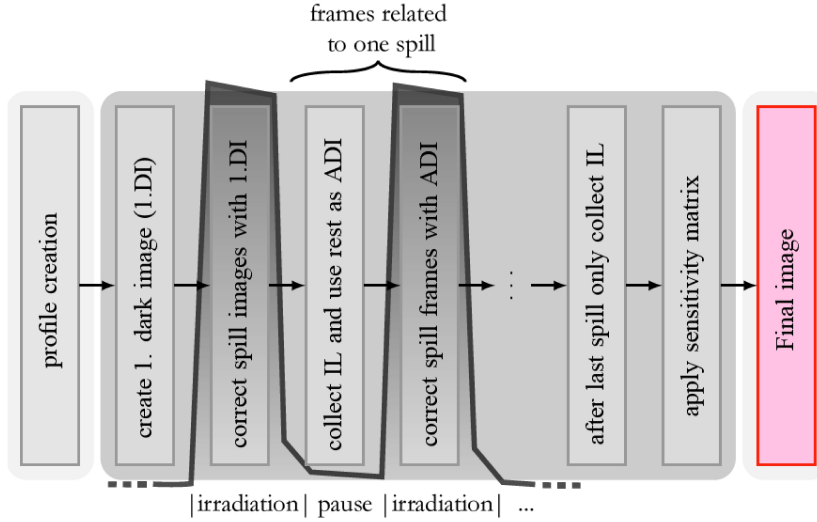 frames related
to one spill
profile creation
create 1. dark image (1.DI)
correct spill images with 1.DI
collect IL and use rest as ADI
correct spill frames with ADI
...
after last spill only collect IL
apply sensitivity matrix
Final image
|irradiation| pause |irradiation| ...